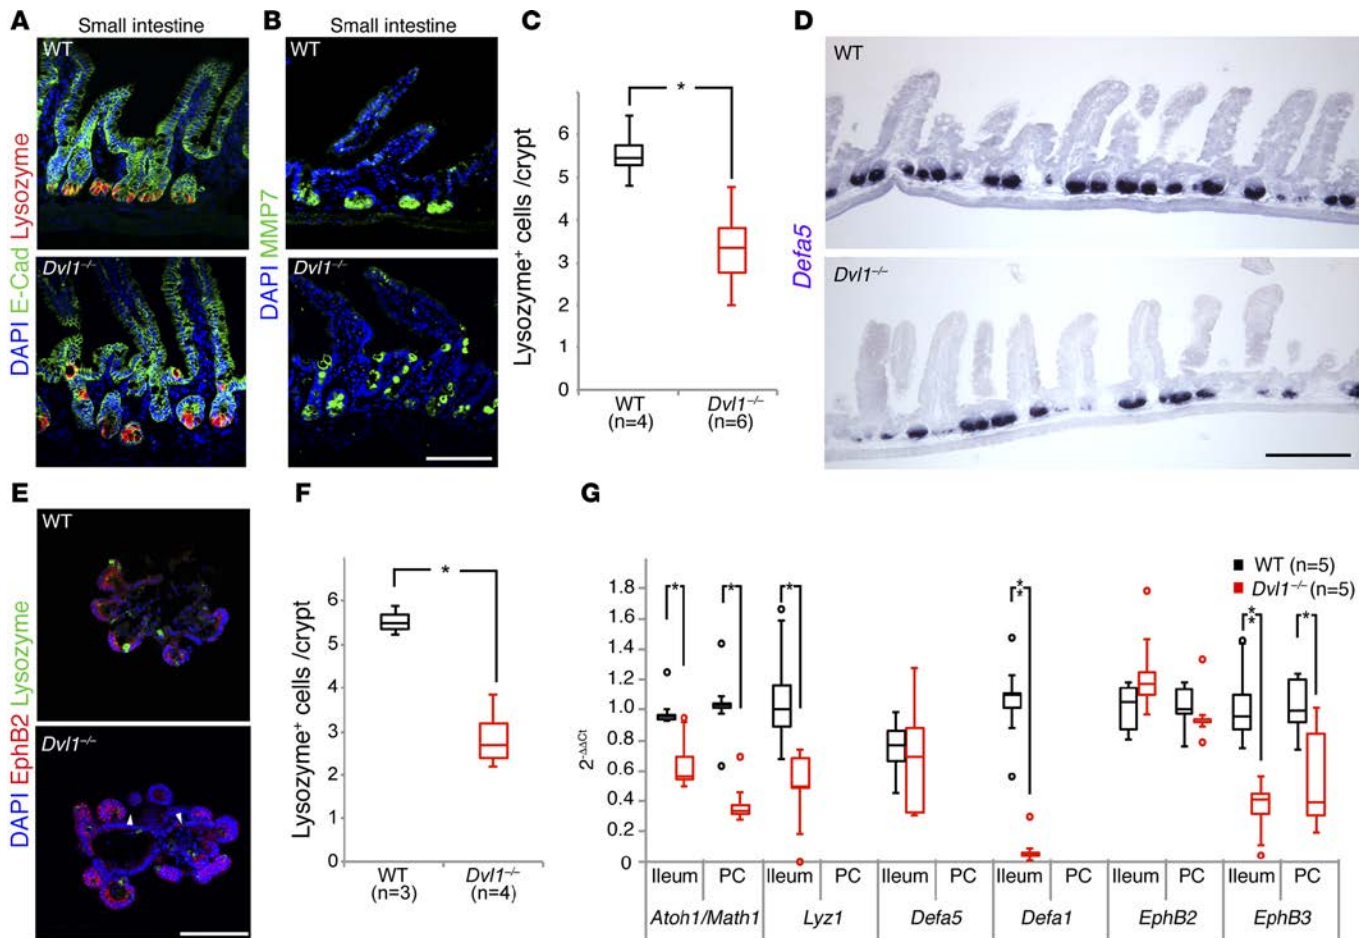 A
Small intestine
WT
DAPI E-Cad Lysozyme
Dvl1−/−
B
Small intestine
WT
DAPI MMP7
Dvl1−/−
C
Lysozyme+ cells /crypt
6
5
4
3
2
1
0
*
WT
(n=4)
Dvl1−/−
(n=6)
D
WT
Defa5
Dvl1−/−
E
WT
DAPI EphB2 Lysozyme
Dvl1−/−
F
Lysozyme+ cells /crypt
6
5
4
3
2
1
0
*
WT
(n=3)
Dvl1−/−
(n=4)
G
WT (n=5)
Dvl1−/− (n=5)
2-ΔΔCt
1.8
1.6
1.4
1.2
1.0
0.8
0.6
0.4
0.2
0
* * * ** ** *
Ileum PC Ileum PC Ileum PC Ileum PC Ileum PC Ileum PC
Atoh1/Math1 Lyz1 Defa5 Defa1 EphB2 EphB3